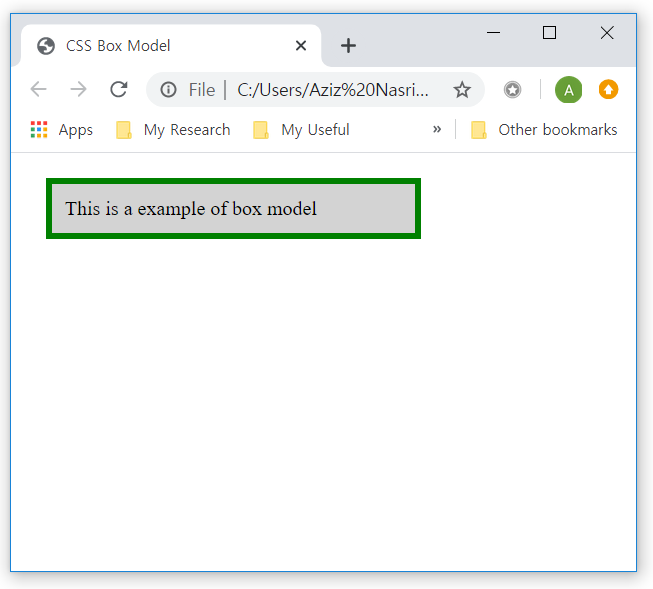 CSS Box Model
File | C:/Users/Aziz%20Nasri...
A
Apps My Research My Useful » Other bookmarks
This is a example of box model